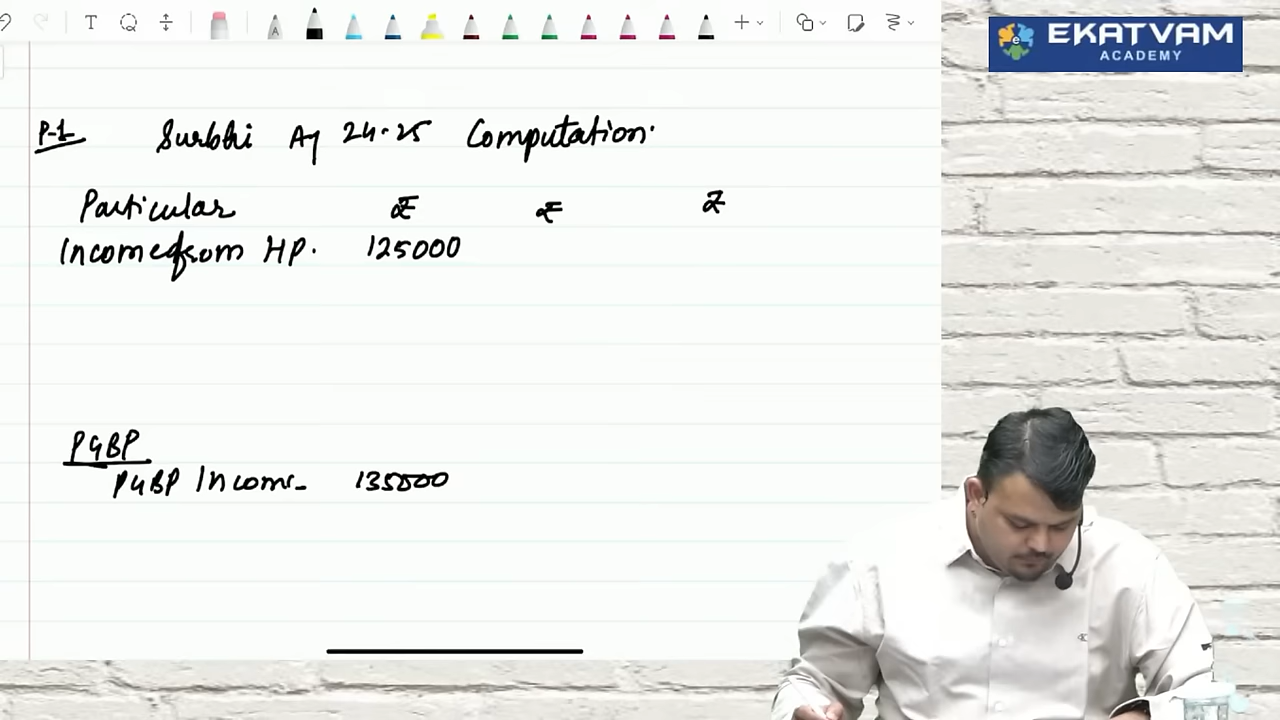 EKATVAM
ACADEMY
P-1 Surbhi Ay 24-25 Computation.
Particular ₹ ₹ ₹
Income from HP. 125000
PGBP
PGBP Income- 135000